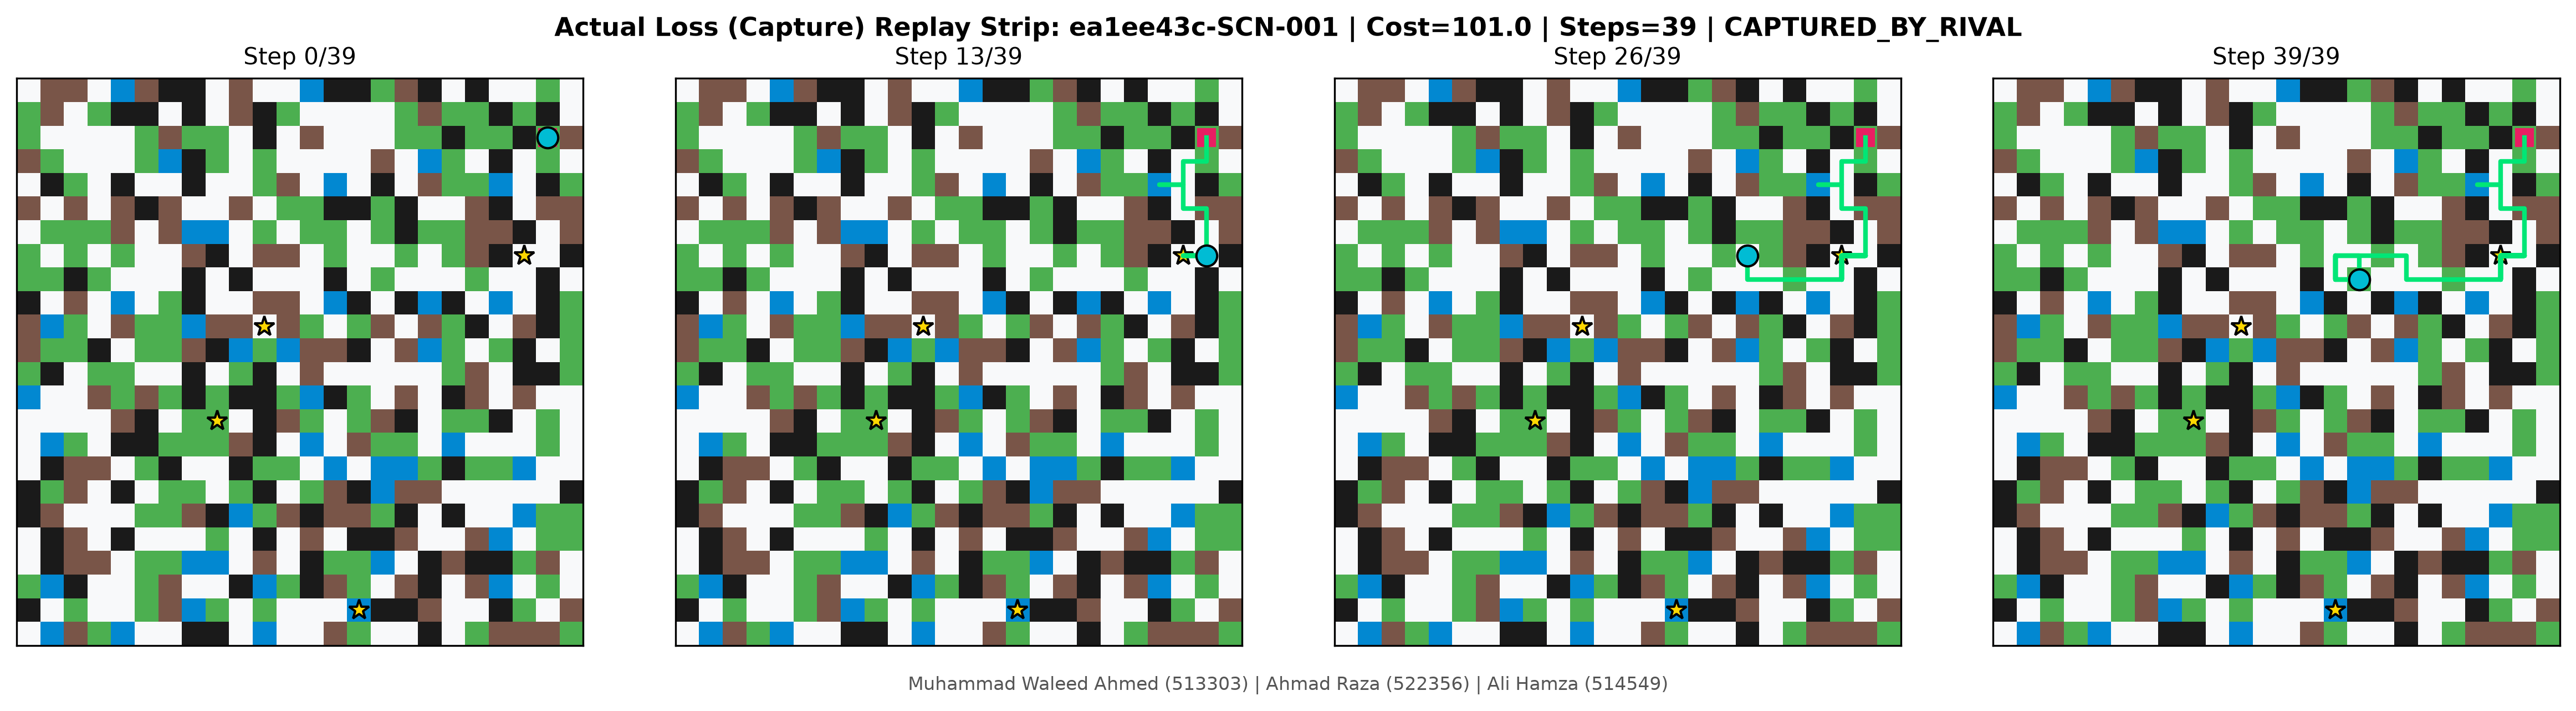 Actual Loss (Capture) Replay Strip: ea1ee43c-SCN-001 | Cost=101.0 | Steps=39 | CAPTURED_BY_RIVAL
Step 0/39
Step 13/39
Step 26/39
Step 39/39
Muhammad Waleed Ahmed (513303) | Ahmad Raza (522356) | Ali Hamza (514549)